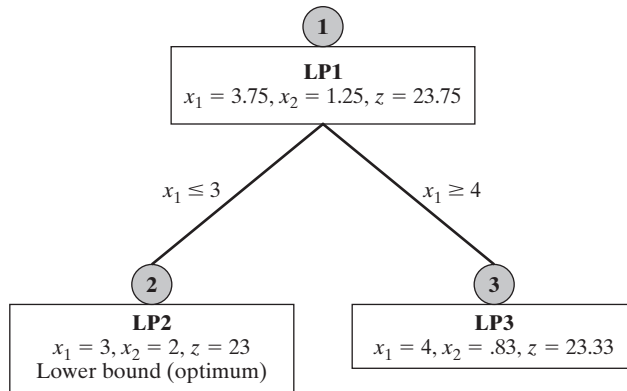 1
LP1
x₁ = 3.75, x₂ = 1.25, z = 23.75
x₁ ≤ 3
x₁ ≥ 4
2
3
LP2
x₁ = 3, x₂ = 2, z = 23
Lower bound (optimum)
LP3
x₁ = 4, x₂ = .83, z = 23.33